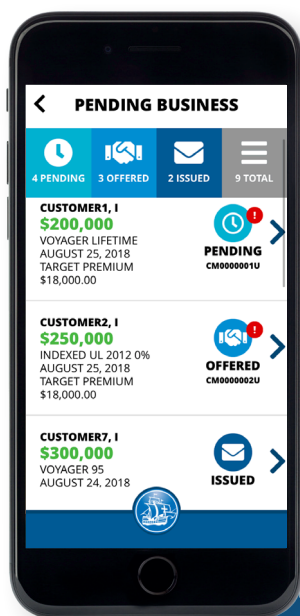 PENDING BUSINESS
4 PENDING
3 OFFERED
2 ISSUED
9 TOTAL
CUSTOMER1, I
$200,000
VOYAGER LIFETIME
AUGUST 25, 2018
TARGET PREMIUM
$18,000.00
!
PENDING
CM0000001U
CUSTOMER2, I
$250,000
INDEXED UL 2012 0%
AUGUST 25, 2018
TARGET PREMIUM
$18,000.00
!
OFFERED
CM0000002U
CUSTOMER7, I
$300,000
VOYAGER 95
AUGUST 24, 2018
ISSUED